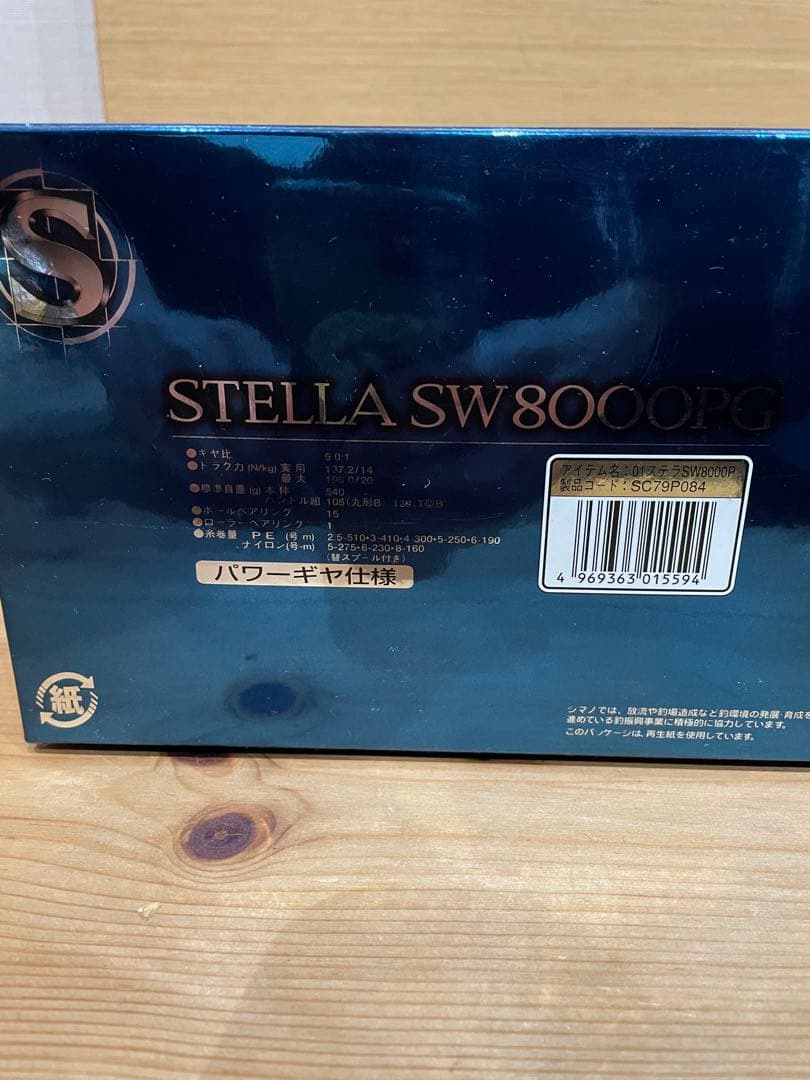 S
STELLA SW8000PG
●ギヤ比 5.0:1
●ドラグ力(N/kg) 実用 137.2/14
最大 196.0/20
●標準自重(g) 本体 540
ハンドル組 105(丸形B. 126.T型B
●ボールベアリング 15
●ローラーベアリング 1
●糸巻量 PE (号 m) 2.5-510•3-410•4-300•5-250•6-190
ナイロン(号-m) 5-275•6-230•8-160
(替スプール付き)
パワーギヤ仕様
アイテム名:01ステラSW8000P
製品コード:SC79P084
4 969363 015594
紙
シマノでは、放流や釣場造成など釣環境の発展・育成を
進めている釣振興事業に積極的に協力しています。
このパッケージは、再生紙を使用しています。